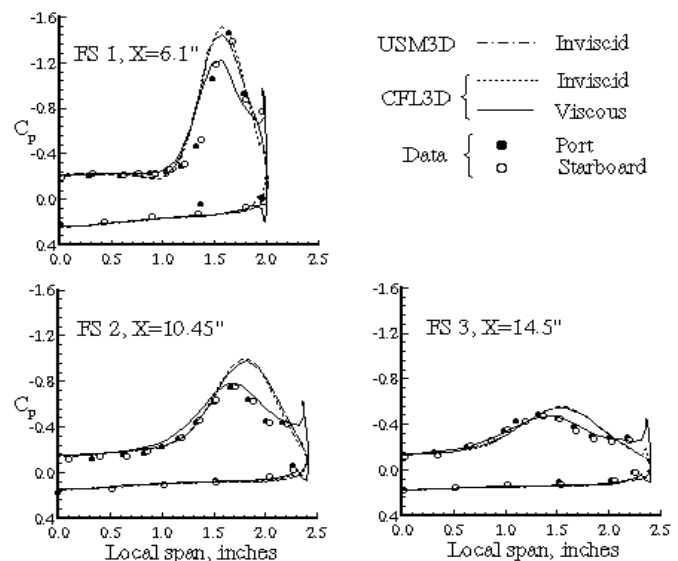 -1.6
-1.2
-0.8
-0.4
0.0
0.4
C_p
FS 1, X=6.1"
0.0 0.5 1.0 1.5 2.0 2.5
USM3D Inviscid
CFL3D { Inviscid
Viscous
Data { Port
Starboard
-1.6
-1.2
-0.8
-0.4
0.0
0.4
C_p
FS 2, X=10.45"
0.0 0.5 1.0 1.5 2.0 2.5
Local span, inches
-1.6
-1.2
-0.8
-0.4
0.0
0.4
FS 3, X=14.5"
0.0 0.5 1.0 1.5 2.0 2.5
Local span, inches